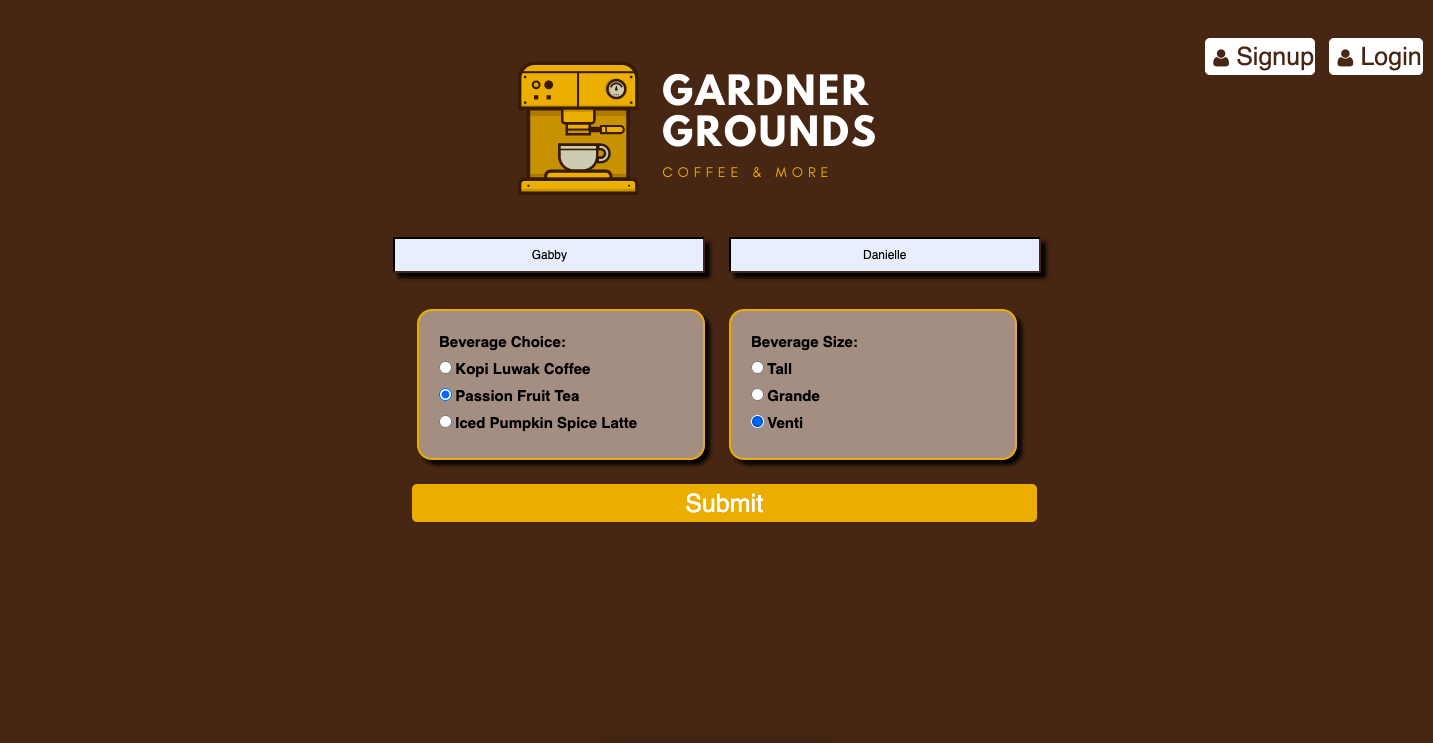 Signup
Login
GARDNER
GROUNDS
COFFEE & MORE
Gabby
Danielle
Beverage Choice:
Kopi Luwak Coffee
Passion Fruit Tea
Iced Pumpkin Spice Latte
Beverage Size:
Tall
Grande
Venti
Submit